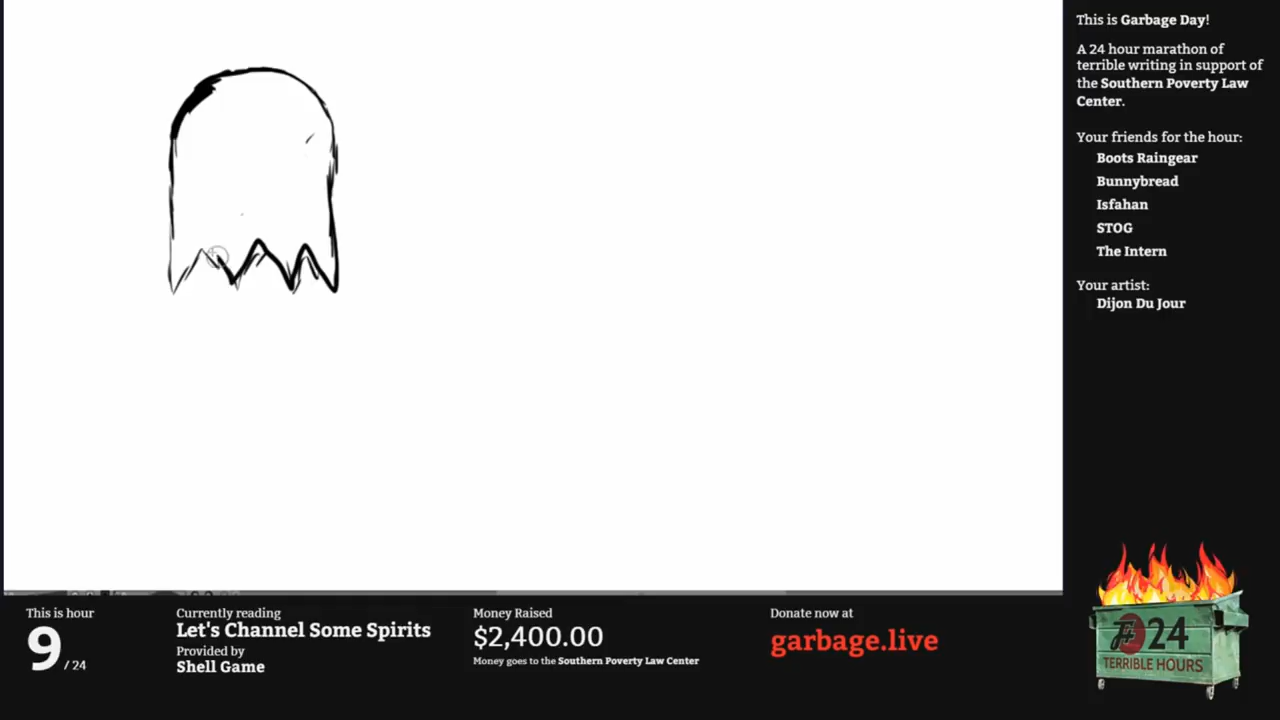 This is Garbage Day!
A 24 hour marathon of
terrible writing in support of
the Southern Poverty Law
Center.
Your friends for the hour:
Boots Raingear
Bunnybread
Isfahan
STOG
The Intern
Your artist:
Dijon Du Jour
This is hour
9 / 24
Currently reading
Let's Channel Some Spirits
Provided by
Shell Game
Money Raised
$2,400.00
Money goes to the Southern Poverty Law Center
Donate now at
garbage.live
24
TERRIBLE HOURS